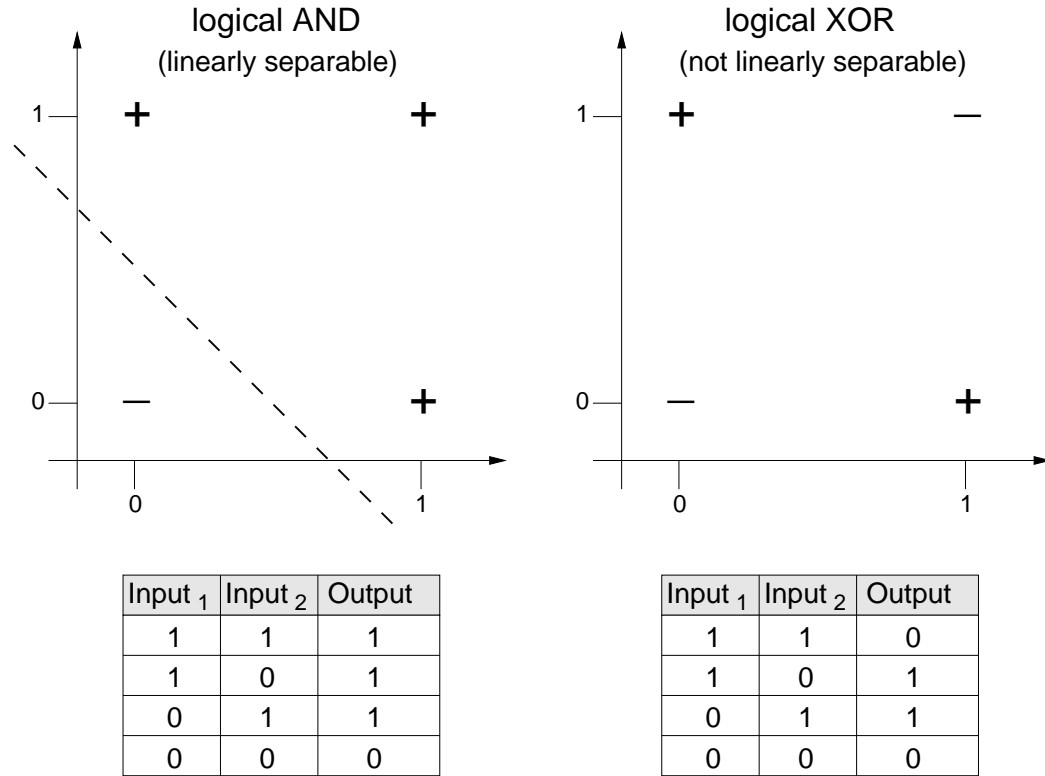 logical AND
(linearly separable)
1
0
0 1
logical XOR
(not linearly separable)
1
0
0 1
Input 1 Input 2 Output
1 1 1
1 0 1
0 1 1
0 0 0
Input 1 Input 2 Output
1 1 0
1 0 1
0 1 1
0 0 0